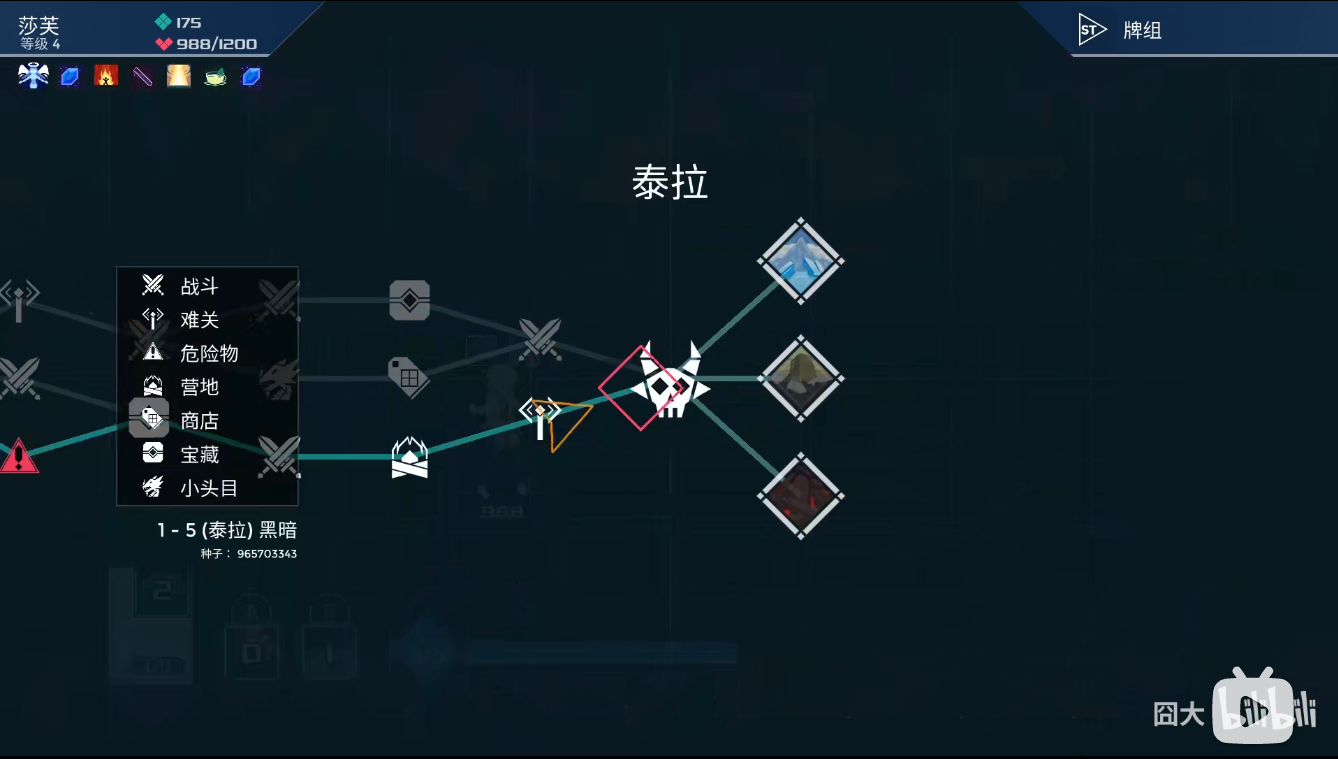 莎芙
等级 4
175
988/1200
ST
牌组
泰拉
战斗
难关
危险物
营地
商店
宝藏
小头目
1 - 5 (泰拉) 黑暗
种子： 965703343
囧大
bilibili